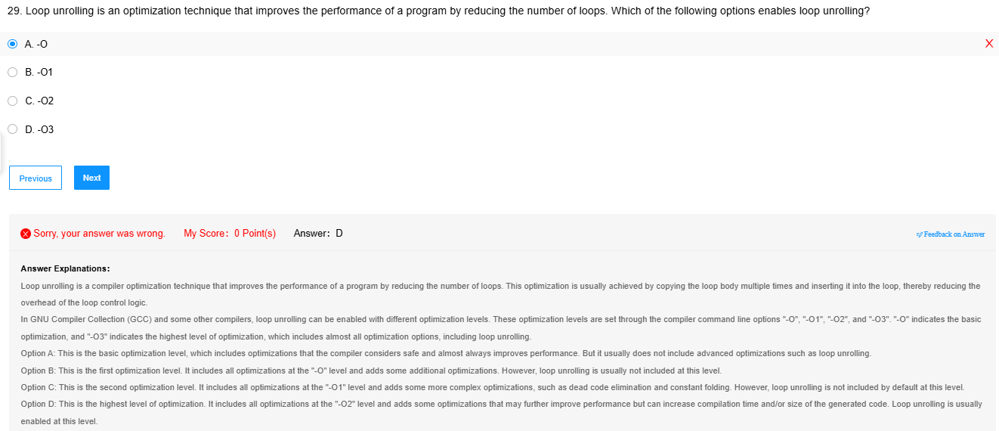 29. Loop unrolling is an optimization technique that improves the performance of a program by reducing the number of loops. Which of the following options enables loop unrolling?
A. -O
X
B. -O1
C. -O2
D. -O3
Previous
Next
Sorry, your answer was wrong. My Score: 0 Point(s) Answer: D
Feedback on Answer
Answer Explanations:
Loop unrolling is a compiler optimization technique that improves the performance of a program by reducing the number of loops. This optimization is usually achieved by copying the loop body multiple times and inserting it into the loop, thereby reducing the
overhead of the loop control logic.
In GNU Compiler Collection (GCC) and some other compilers, loop unrolling can be enabled with different optimization levels. These optimization levels are set through the compiler command line options "-O", "-O1", "-O2", and "-O3". "-O" indicates the basic
optimization, and "-O3" indicates the highest level of optimization, which includes almost all optimization options, including loop unrolling.
Option A: This is the basic optimization level, which includes optimizations that the compiler considers safe and almost always improves performance. But it usually does not include advanced optimizations such as loop unrolling.
Option B: This is the first optimization level. It includes all optimizations at the "-O" level and adds some additional optimizations. However, loop unrolling is usually not included at this level.
Option C: This is the second optimization level. It includes all optimizations at the "-O1" level and adds some more complex optimizations, such as dead code elimination and constant folding. However, loop unrolling is not included by default at this level.
Option D: This is the highest level of optimization. It includes all optimizations at the "-O2" level and adds some optimizations that may further improve performance but can increase compilation time and/or size of the generated code. Loop unrolling is usually
enabled at this level.